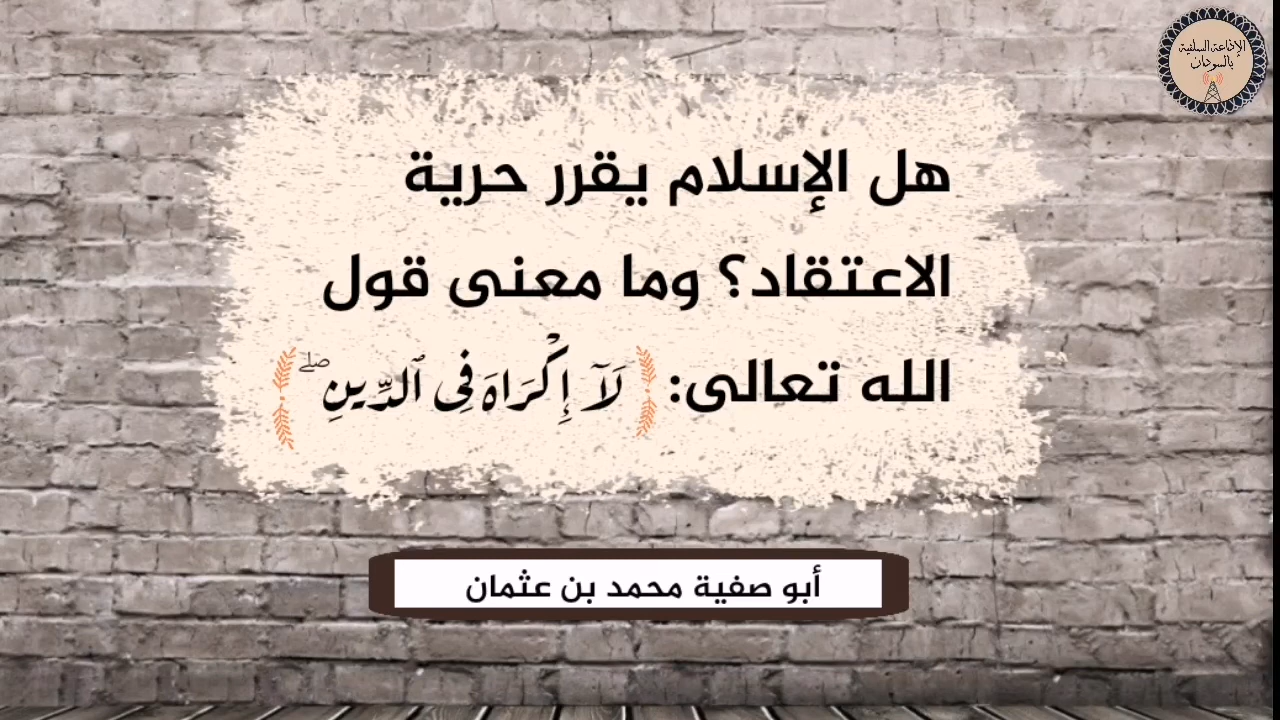 الإذاعة السلفية
بالسودان
هل الإسلام يقرر حرية
الاعتقاد؟ وما معنى قول
الله تعالى: ﴿لَآ إِكْرَاهَ فِى ٱلدِّينِۖ﴾
أبو صفية محمد بن عثمان